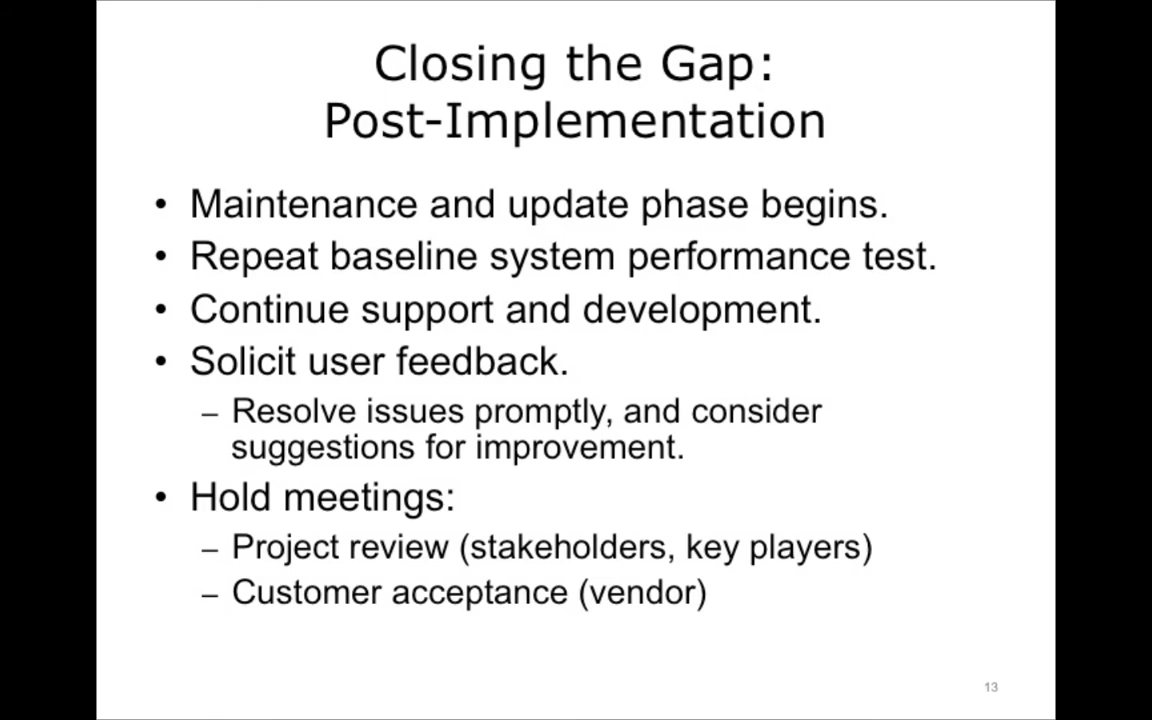 Closing the Gap:
Post-Implementation
• Maintenance and update phase begins.
• Repeat baseline system performance test.
• Continue support and development.
• Solicit user feedback.
– Resolve issues promptly, and consider
suggestions for improvement.
• Hold meetings:
– Project review (stakeholders, key players)
– Customer acceptance (vendor)
13